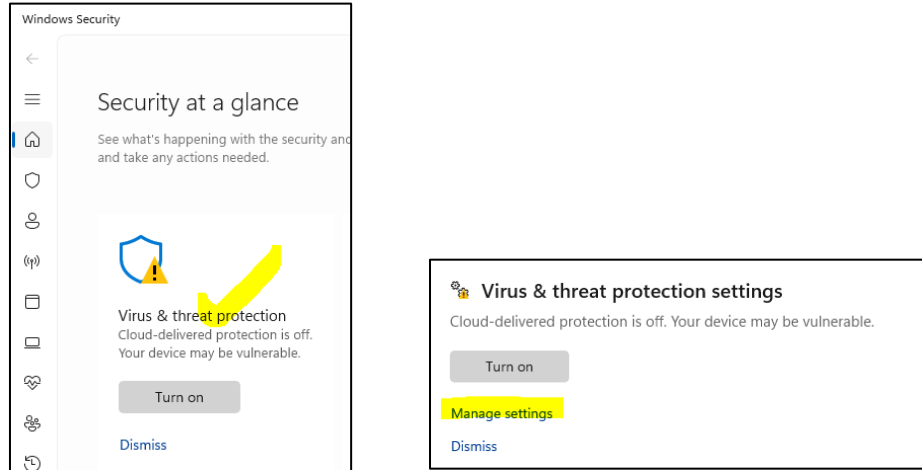 Windows Security
Security at a glance
See what's happening with the security and
and take any actions needed.
Virus & threat protection
Cloud-delivered protection is off.
Your device may be vulnerable.
Turn on
Dismiss
Virus & threat protection settings
Cloud-delivered protection is off. Your device may be vulnerable.
Turn on
Manage settings
Dismiss